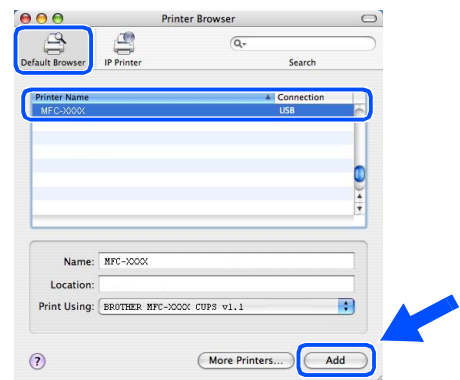 Printer Browser
Default Browser IP Printer Search
Printer Name Connection
MFC-XXXX USB
Name: MFC-XXXX
Location:
Print Using: BROTHER MFC-XXXX CUPS v1.1
? More Printers... Add